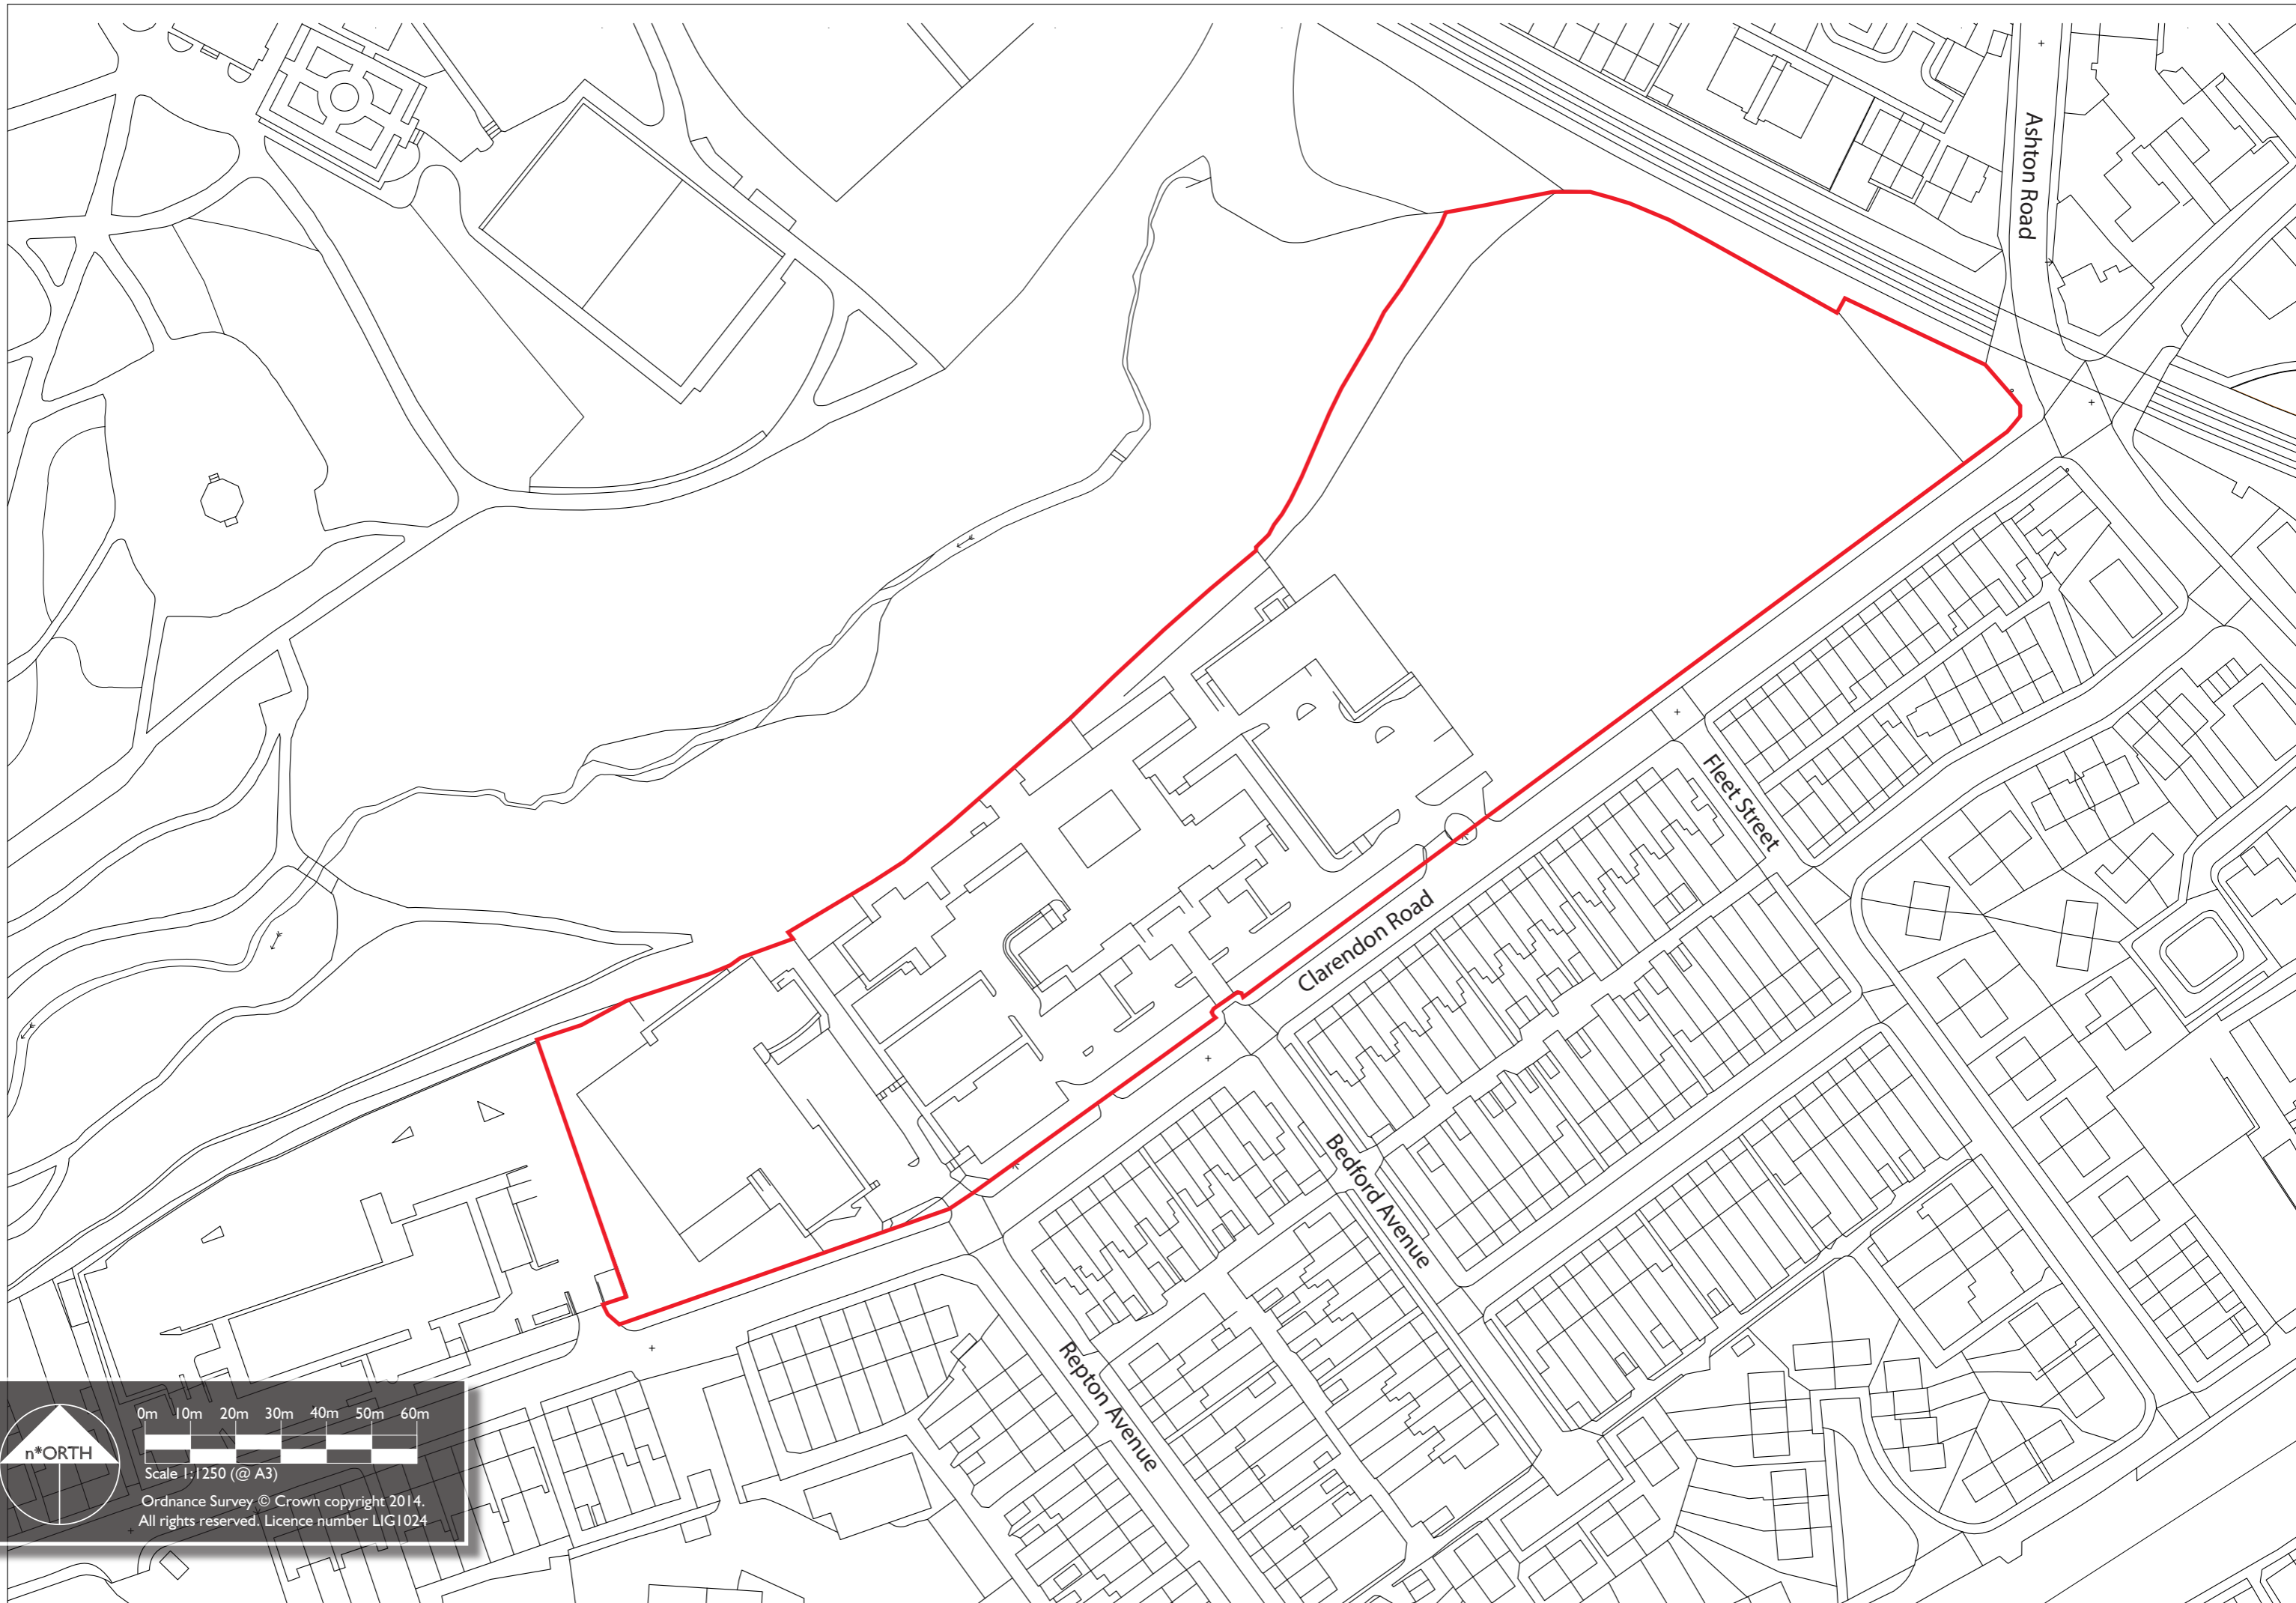 Ashton Road
Fleet Street
Clarendon Road
Bedford Avenue
Repton Avenue
0m 10m 20m 30m 40m 50m 60m
n*ORTH
Scale 1:1250 (@ A3)
Ordnance Survey © Crown copyright 2014.
All rights reserved. Licence number LIG1024